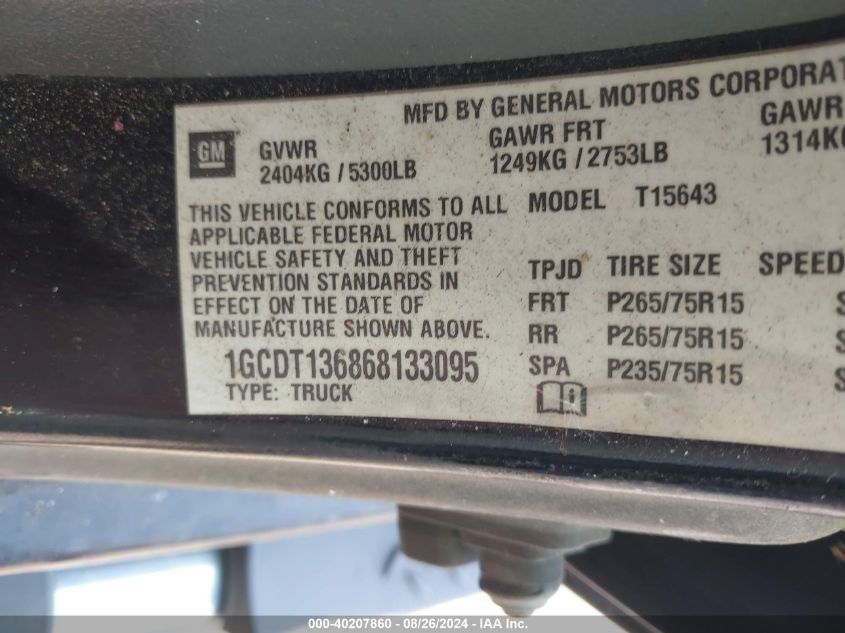 MFD BY GENERAL MOTORS CORPORAT
GM
GVWR
2404KG / 5300LB
GAWR FRT
1249KG / 2753LB
GAWR
1314KG
THIS VEHICLE CONFORMS TO ALL
APPLICABLE FEDERAL MOTOR
VEHICLE SAFETY AND THEFT
PREVENTION STANDARDS IN
EFFECT ON THE DATE OF
MANUFACTURE SHOWN ABOVE.
1GCDT136868133095
TYPE: TRUCK
MODEL T15643
TPJD TIRE SIZE SPEED
FRT P265/75R15 S
RR P265/75R15 S
SPA P235/75R15 S
000-40207860 - 08/26/2024 - IAA Inc.